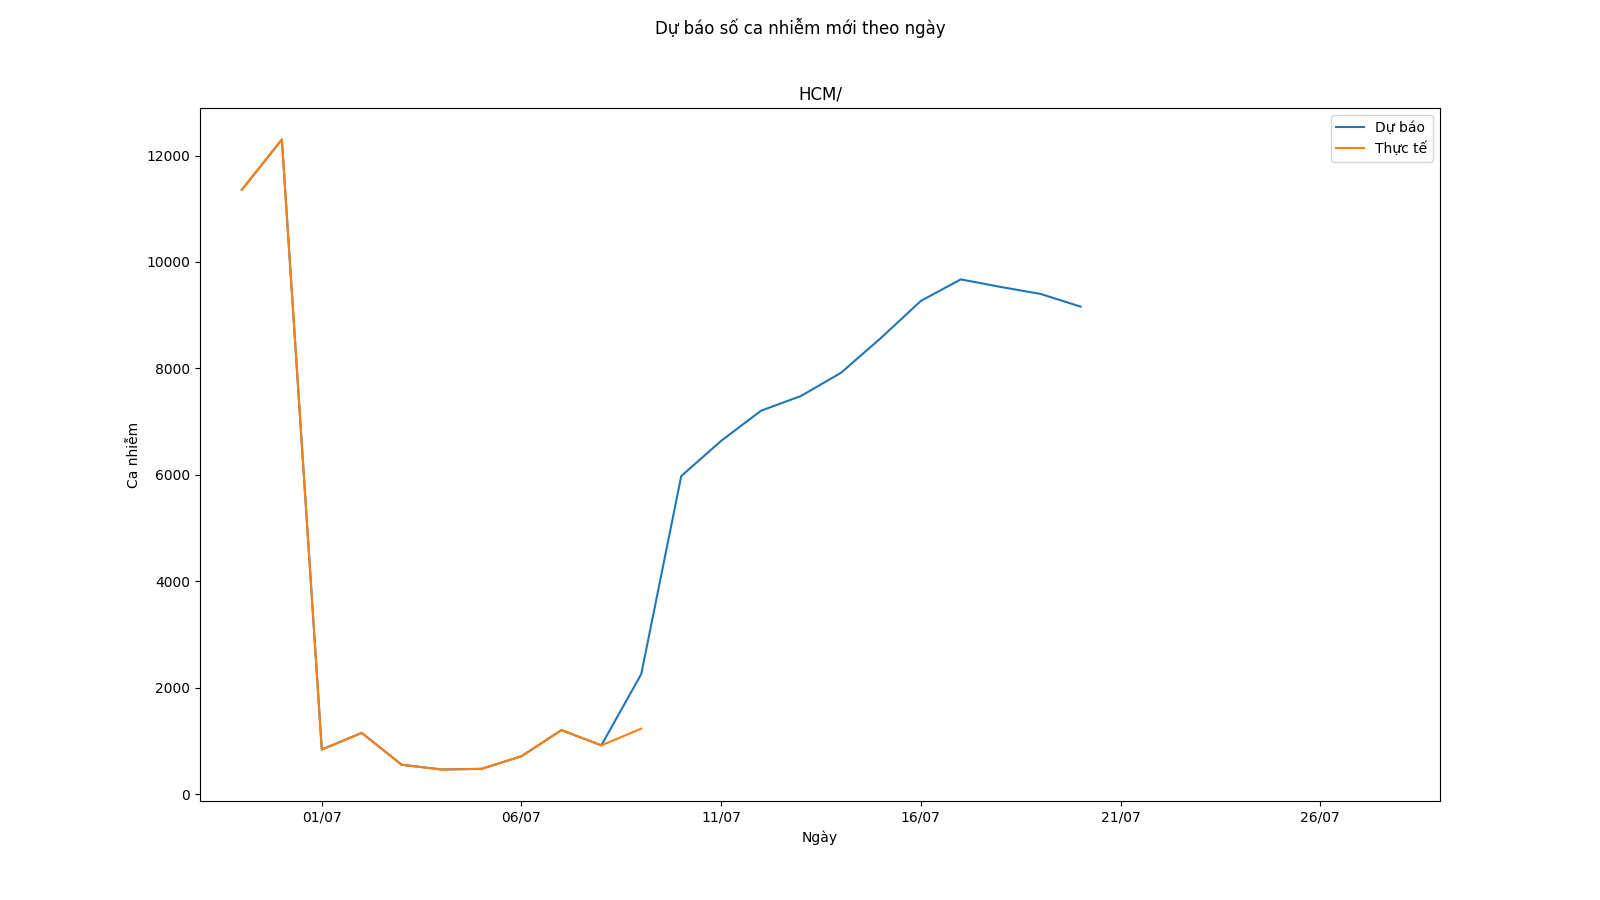 Dự báo số ca nhiễm mới theo ngày
HCM/
Dự báo
Thực tế
12000
10000
8000
6000
4000
2000
0
Ca nhiễm
01/07
06/07
11/07
16/07
21/07
26/07
Ngày